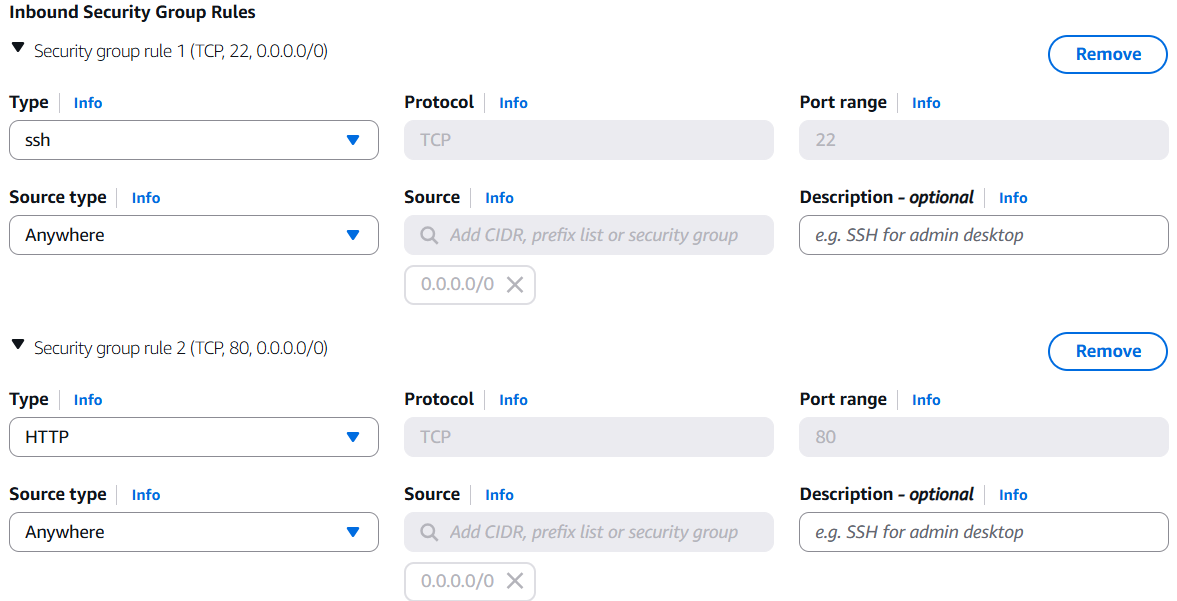 Inbound Security Group Rules
Security group rule 1 (TCP, 22, 0.0.0.0/0)
Remove
Type Info Protocol Info Port range Info
ssh TCP 22
Source type Info Source Info Description - optional Info
Anywhere Add CIDR, prefix list or security group e.g. SSH for admin desktop
0.0.0.0/0
Security group rule 2 (TCP, 80, 0.0.0.0/0)
Remove
Type Info Protocol Info Port range Info
HTTP TCP 80
Source type Info Source Info Description - optional Info
Anywhere Add CIDR, prefix list or security group e.g. SSH for admin desktop
0.0.0.0/0